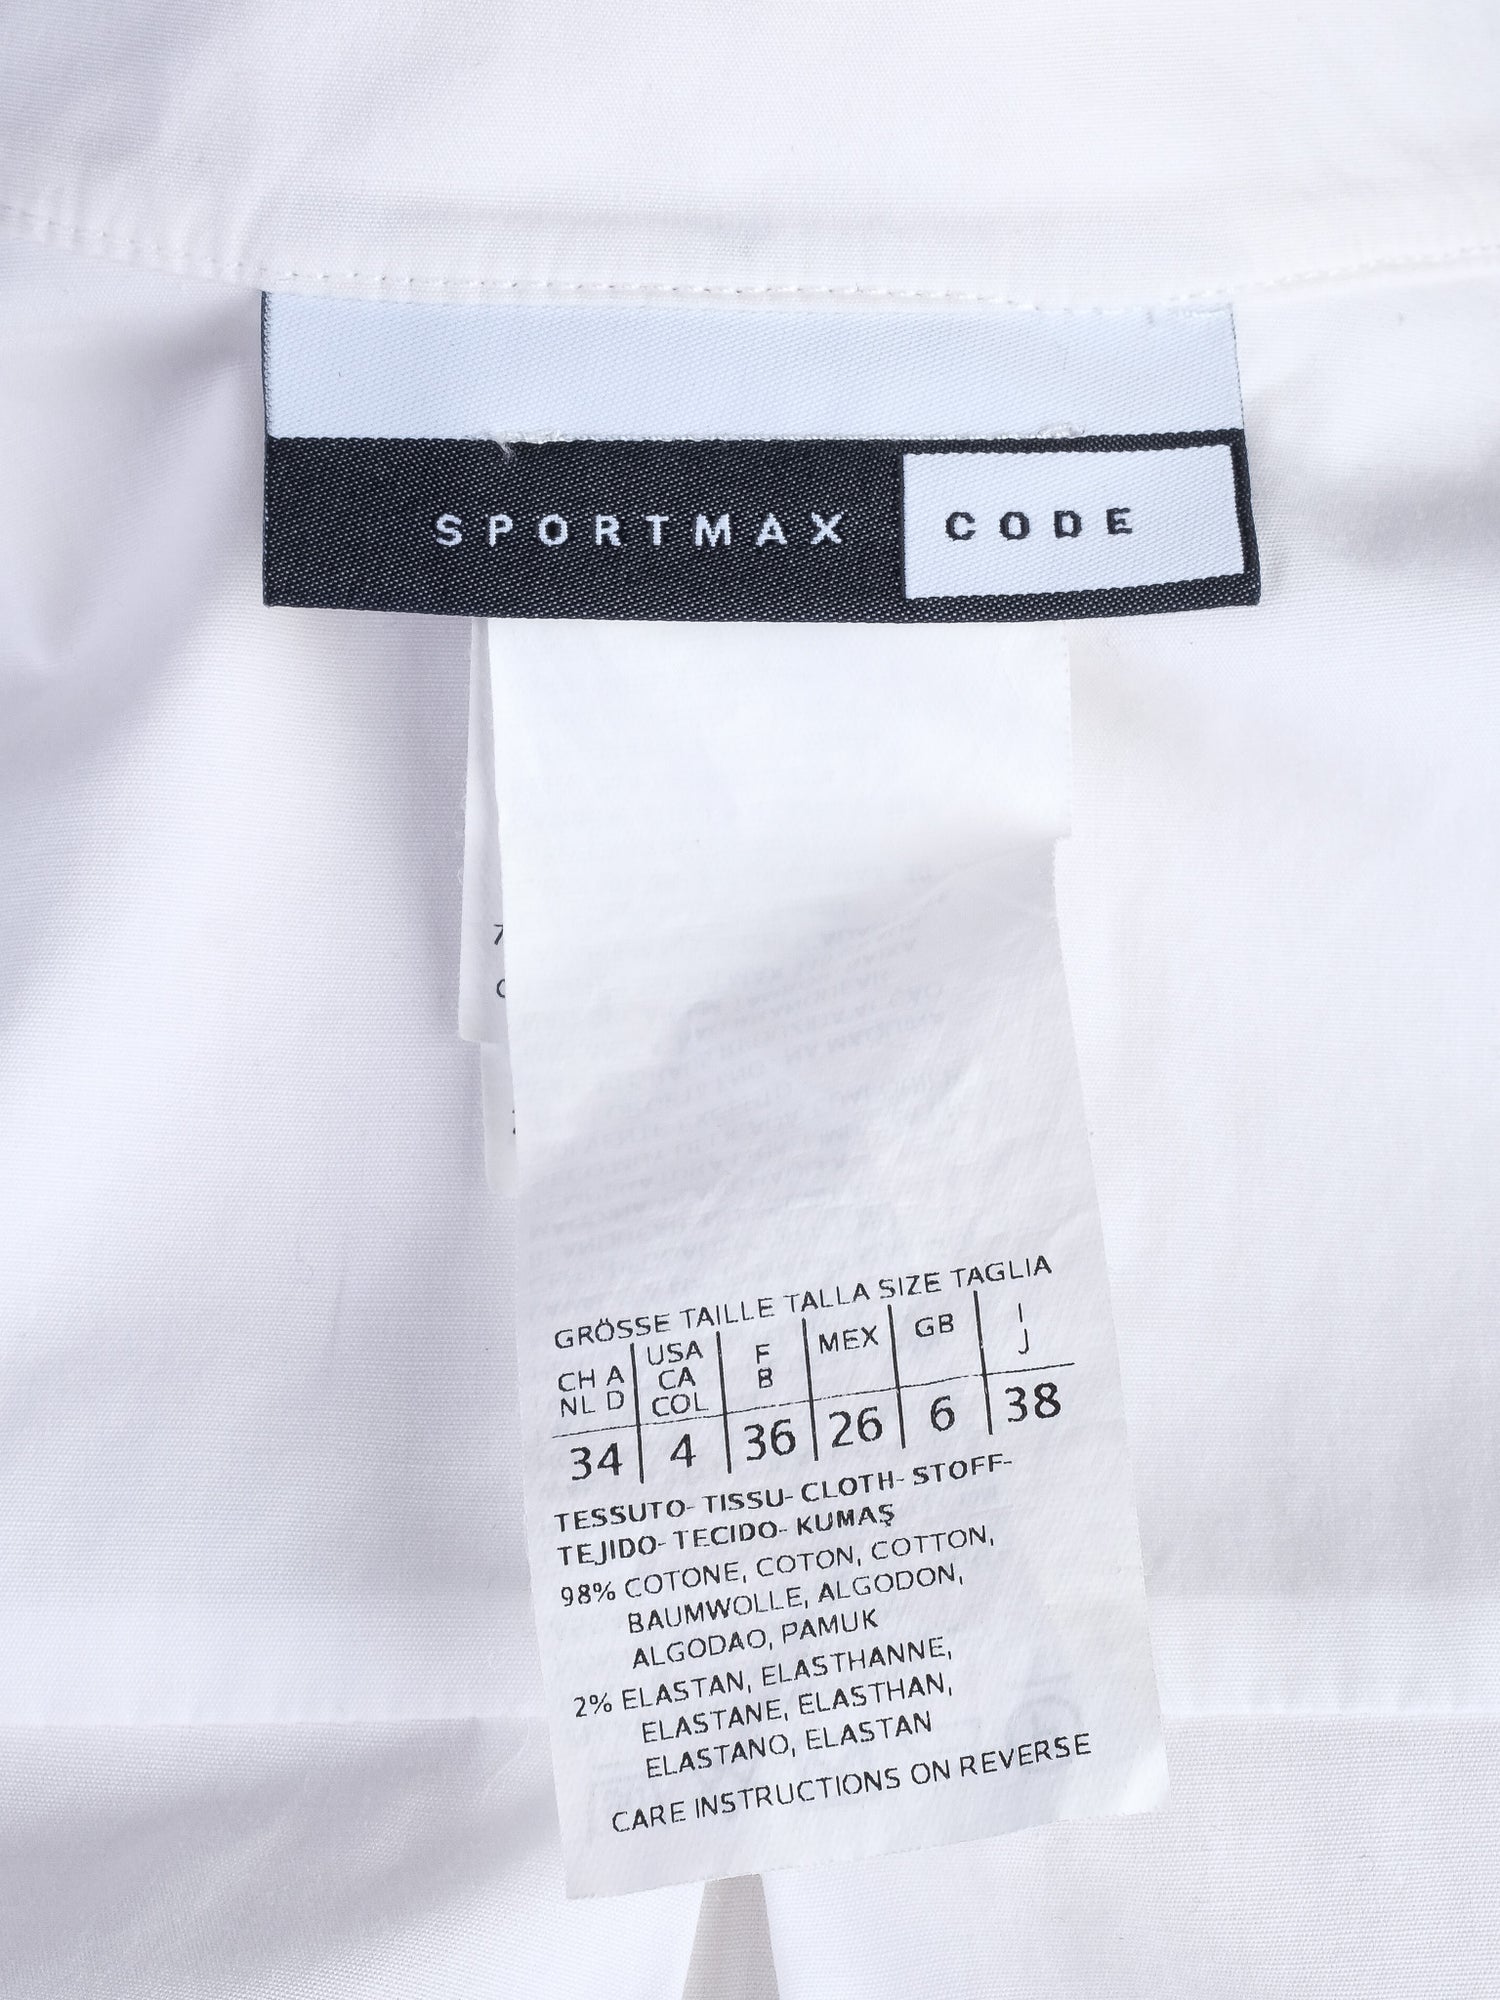 SPORTMAX CODE
GRÖSSE TAILLE TALLA SIZE TAGLIA
CH A USA F MEX GB I
NL D CA B J
COL
34 4 36 26 6 38
TESSUTO- TISSU- CLOTH- STOFF-
TEJIDO- TECIDO- KUMAŞ
98% COTONE, COTON, COTTON,
BAUMWOLLE, ALGODON,
ALGODAO, PAMUK
2% ELASTAN, ELASTHANNE,
ELASTANE, ELASTHAN,
ELASTANO, ELASTAN
CARE INSTRUCTIONS ON REVERSE